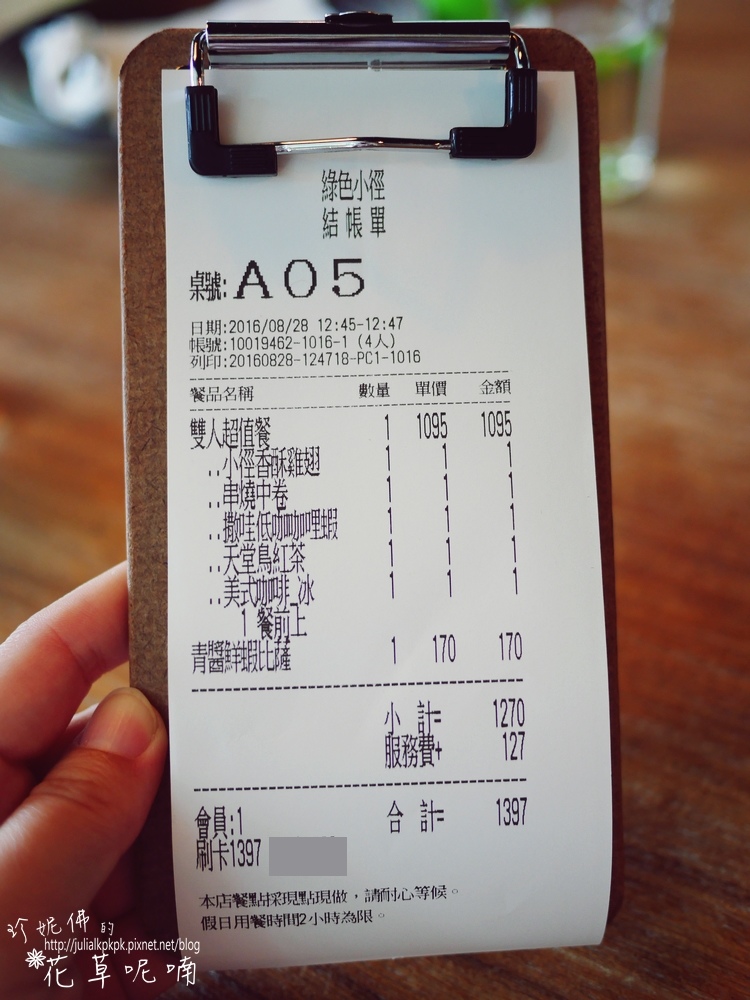 綠色小徑
結帳單
桌號:A05
日期:2016/08/28 12:45-12:47
帳號:10019462-1016-1 (4人)
列印:20160828-124718-PC1-1016
餐品名稱 數量 單價 金額
雙人超值餐 1 1095 1095
..小徑香酥雞翅 1 1 1
..串燒中卷 1 1 1
..撒哇低咖咖哩蝦 1 1 1
..天堂鳥紅茶 1 1 1
..美式咖啡_冰 1 1 1
1 餐前上
青醬鮮蝦比薩 1 170 170
小 計= 1270
服務費+ 127
會員:1 合 計= 1397
刷卡1397
本店餐點採現點現做，請耐心等候。
假日用餐時間2小時為限。
珍妮佛的
http://julialkpkpk.pixnet.net/blog
花草呢喃